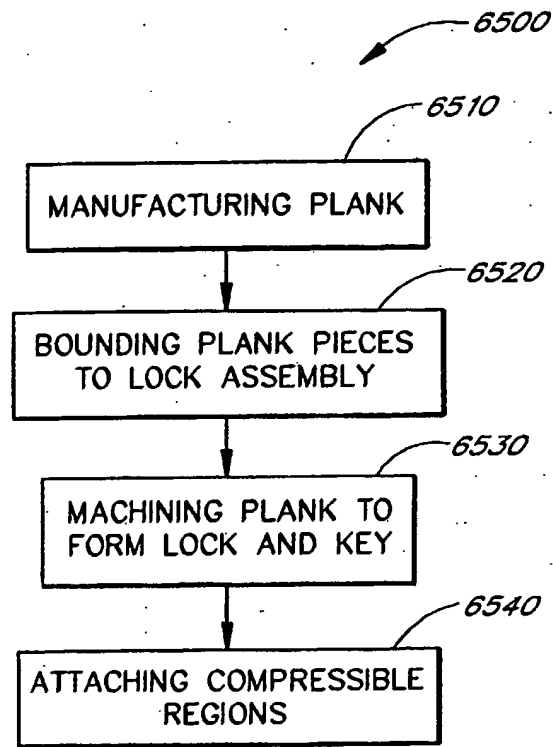 6500
6510
MANUFACTURING PLANK
6520
BOUNDING PLANK PIECES
TO LOCK ASSEMBLY
6530
MACHINING PLANK TO
FORM LOCK AND KEY
6540
ATTACHING COMPRESSIBLE
REGIONS